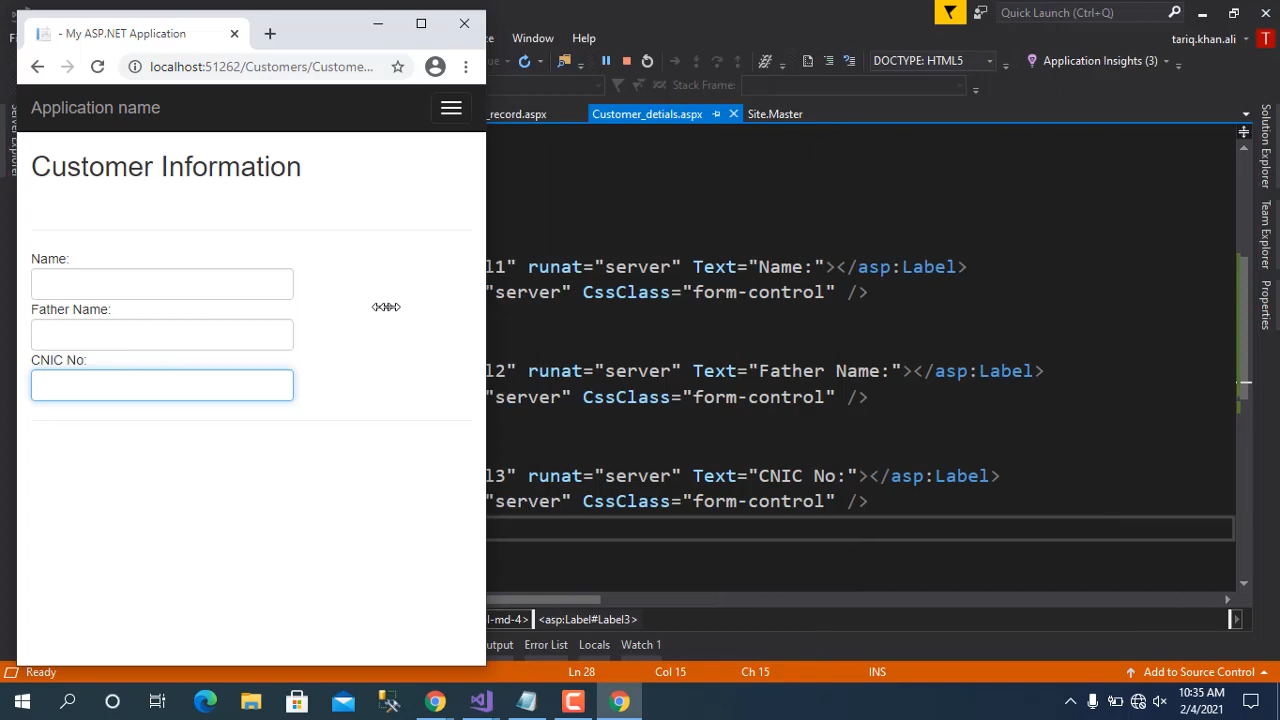 - My ASP.NET Application
Quick Launch (Ctrl+Q)
Window Help
tariq.khan.ali T
localhost:51262/Customers/Custome...
DOCTYPE: HTML5
Application Insights (3)
Stack Frame:
Application name
_record.aspx
Customer_detials.aspx
Site.Master
Customer Information
Name:
Father Name:
CNIC No:
l1" runat="server" Text="Name:"></asp:Label>
"server" CssClass="form-control" />
l2" runat="server" Text="Father Name:"></asp:Label>
"server" CssClass="form-control" />
l3" runat="server" Text="CNIC No:"></asp:Label>
"server" CssClass="form-control" />
Solution Explorer
Team Explorer
Properties
l-md-4> <asp:Label#Label3>
utput Error List Locals Watch 1
Ready Ln 28 Col 15 Ch 15 INS Add to Source Control
10:35 AM
2/4/2021